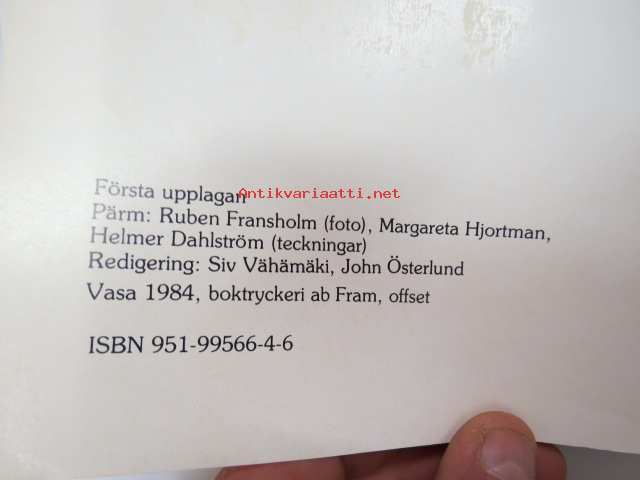 Första upplagan
Antikvariaatti.net
Pärm: Ruben Fransholm (foto), Margareta Hjortman,
Helmer Dahlström (teckningar)
Redigering: Siv Vähämäki, John Österlund
Vasa 1984, boktryckeri ab Fram, offset
ISBN 951-99566-4-6